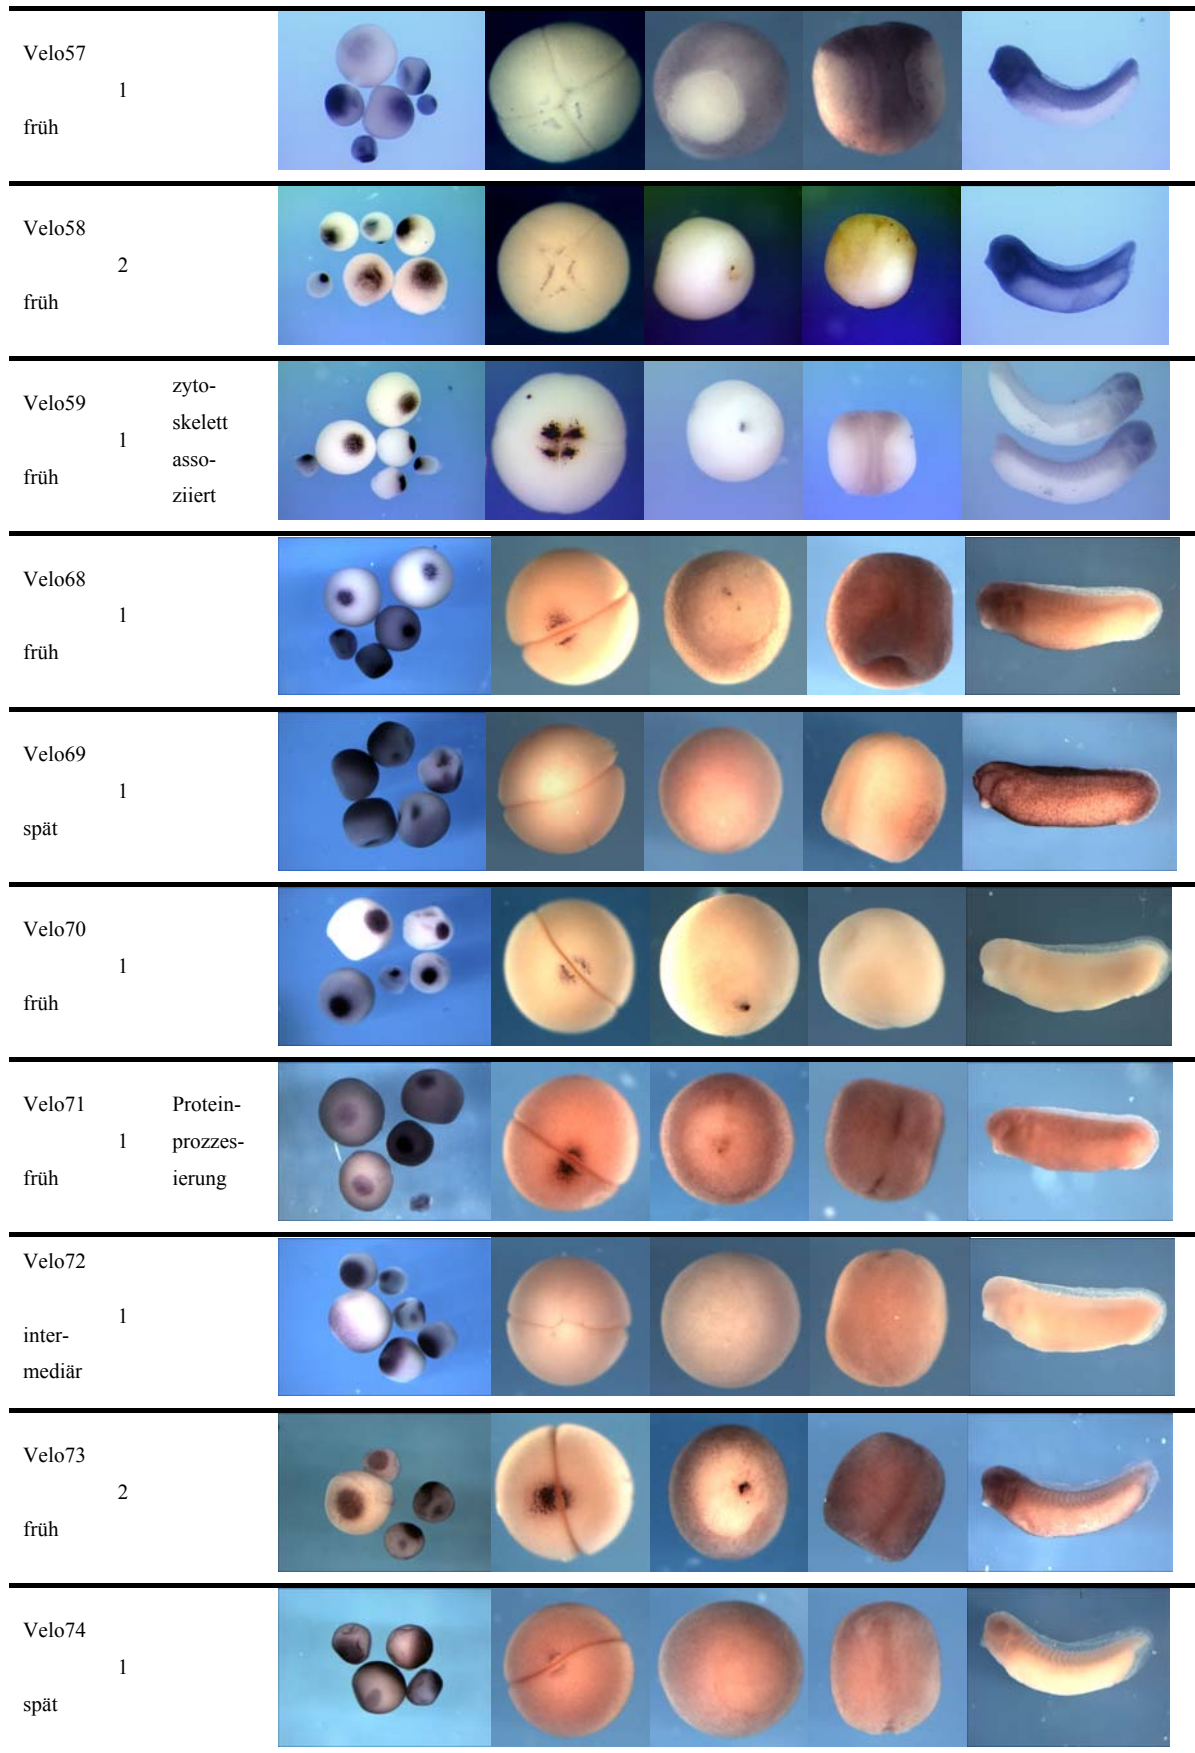 Velo57
1
früh
Velo58
2
früh
Velo59
1
früh
zyto-
skelett
asso-
ziiert
Velo68
1
früh
Velo69
1
spät
Velo70
1
früh
Velo71
1
früh
Protein-
prozzes-
ierung
Velo72
1
inter-
mediär
Velo73
2
früh
Velo74
1
spät